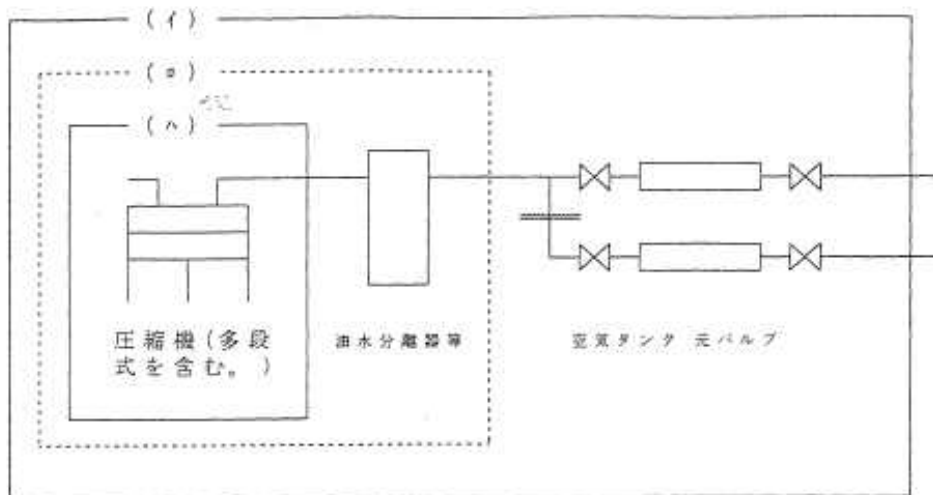 (イ)
(ロ)
(ハ)
圧縮機(多段
式を含む。)
油水分離器等
空気タンク 元バルブ